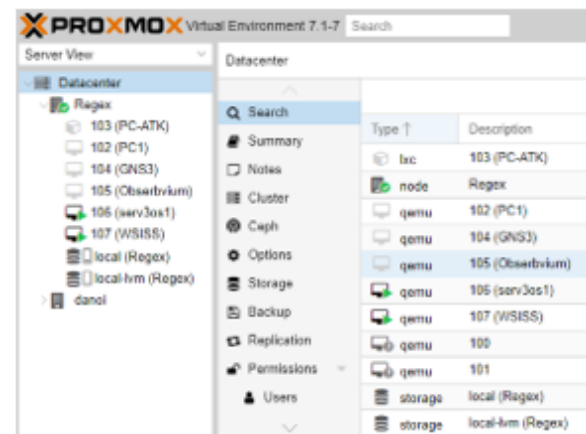 PROXMOX Virtual Environment 7.1-7 Search
Server View
Datacenter
Regex
103 (PC-ATK)
102 (PC1)
104 (GNS3)
105 (Obserbvium)
106 (serv3os1)
107 (WSISS)
local (Regex)
local-lvm (Regex)
danol
Datacenter
Search
Summary
Notes
Cluster
Ceph
Options
Storage
Backup
Replication
Permissions
Users
Type ↑ Description
lxc 103 (PC-ATK)
node Regex
qemu 102 (PC1)
qemu 104 (GNS3)
qemu 105 (Obserbvium)
qemu 106 (serv3os1)
qemu 107 (WSISS)
qemu 100
qemu 101
storage local (Regex)
storage local-lvm (Regex)